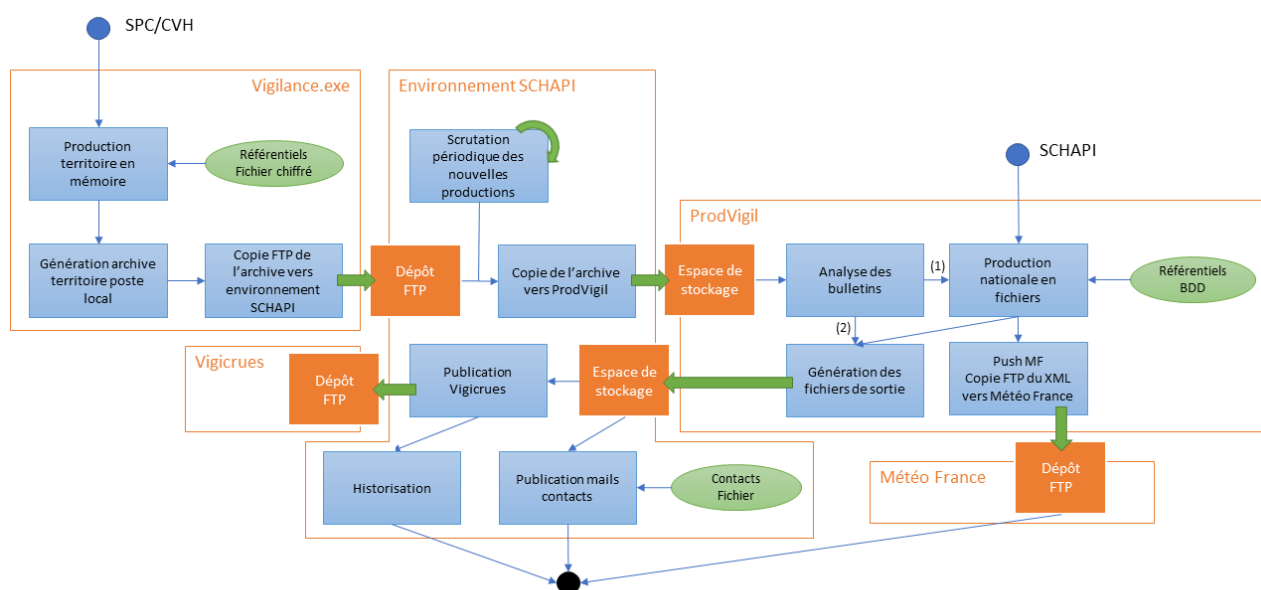 SPC/CVH
Vigilance.exe
Production
territoire en
mémoire
Référentiels
Fichier chiffré
Génération archive
territoire poste
local
Copie FTP de
l'archive vers
environnement
SCHAPI
Environnement SCHAPI
Scrutation
périodique des
nouvelles
productions
Dépôt
FTP
Copie de l'archive
vers ProdVigil
SCHAPI
ProdVigil
Espace de
stockage
Analyse des
bulletins
(1)
Production
nationale en
fichiers
Référentiels
BDD
(2)
Génération des
fichiers de sortie
Push MF
Copie FTP du XML
vers Météo France
Vigicrues
Dépôt
FTP
Publication
Vigicrues
Espace de
stockage
Historisation
Publication mails
contacts
Contacts
Fichier
Météo France
Dépôt
FTP